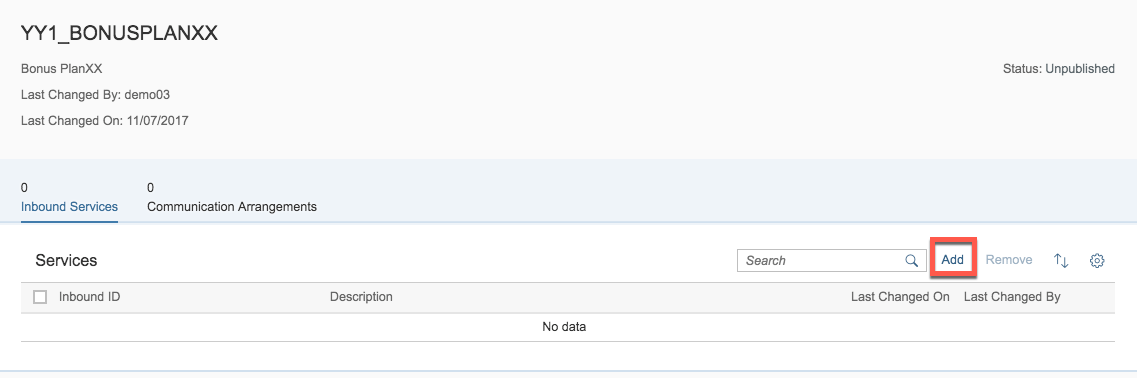 YY1_BONUSPLANXX
Bonus PlanXX
Status: Unpublished
Last Changed By: demo03
Last Changed On: 11/07/2017
0 0
Inbound Services Communication Arrangements
Services Search Add Remove
Inbound ID Description Last Changed On Last Changed By
No data